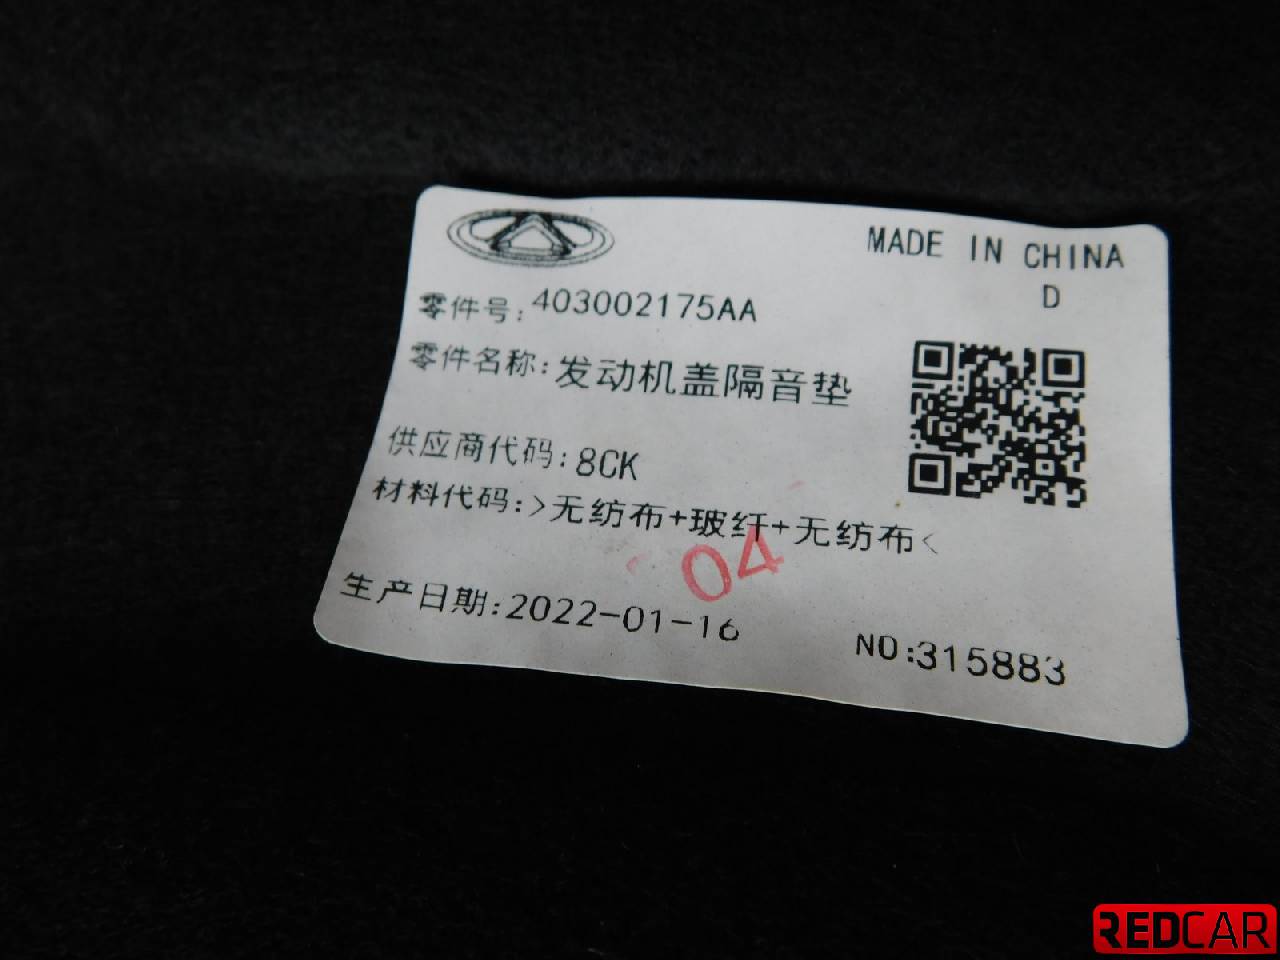 MADE IN CHINA
D
零件号: 403002175AA
零件名称: 发动机盖隔音垫
供应商代码: 8CK
材料代码: >无纺布+玻纤+无纺布<
04
生产日期: 2022-01-16
NO:315883
REDCAR